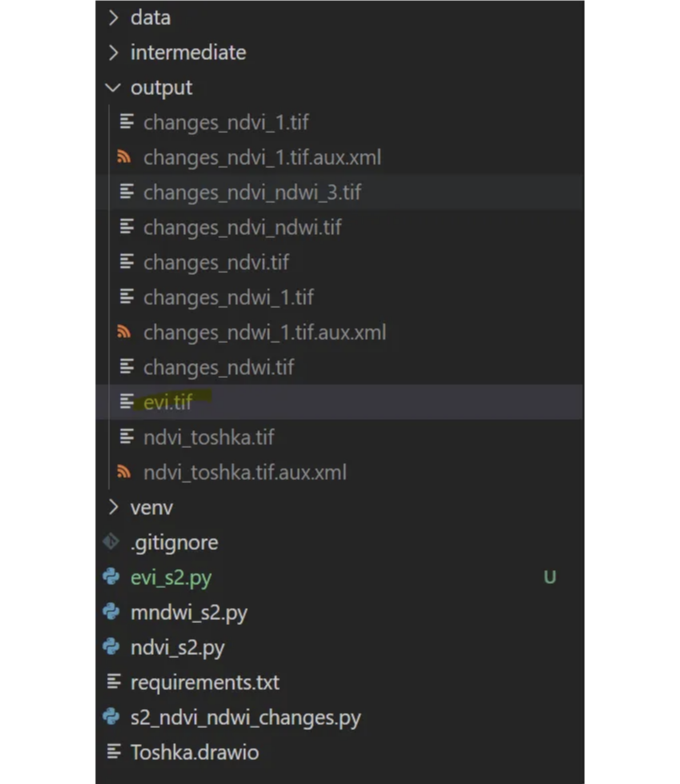 data
intermediate
output
changes_ndvi_1.tif
changes_ndvi_1.tif.aux.xml
changes_ndvi_ndwi_3.tif
changes_ndvi_ndwi.tif
changes_ndvi.tif
changes_ndwi_1.tif
changes_ndwi_1.tif.aux.xml
changes_ndwi.tif
evi.tif
ndvi_toshka.tif
ndvi_toshka.tif.aux.xml
venv
.gitignore
evi_s2.py U
mndwi_s2.py
ndvi_s2.py
requirements.txt
s2_ndvi_ndwi_changes.py
Toshka.drawio